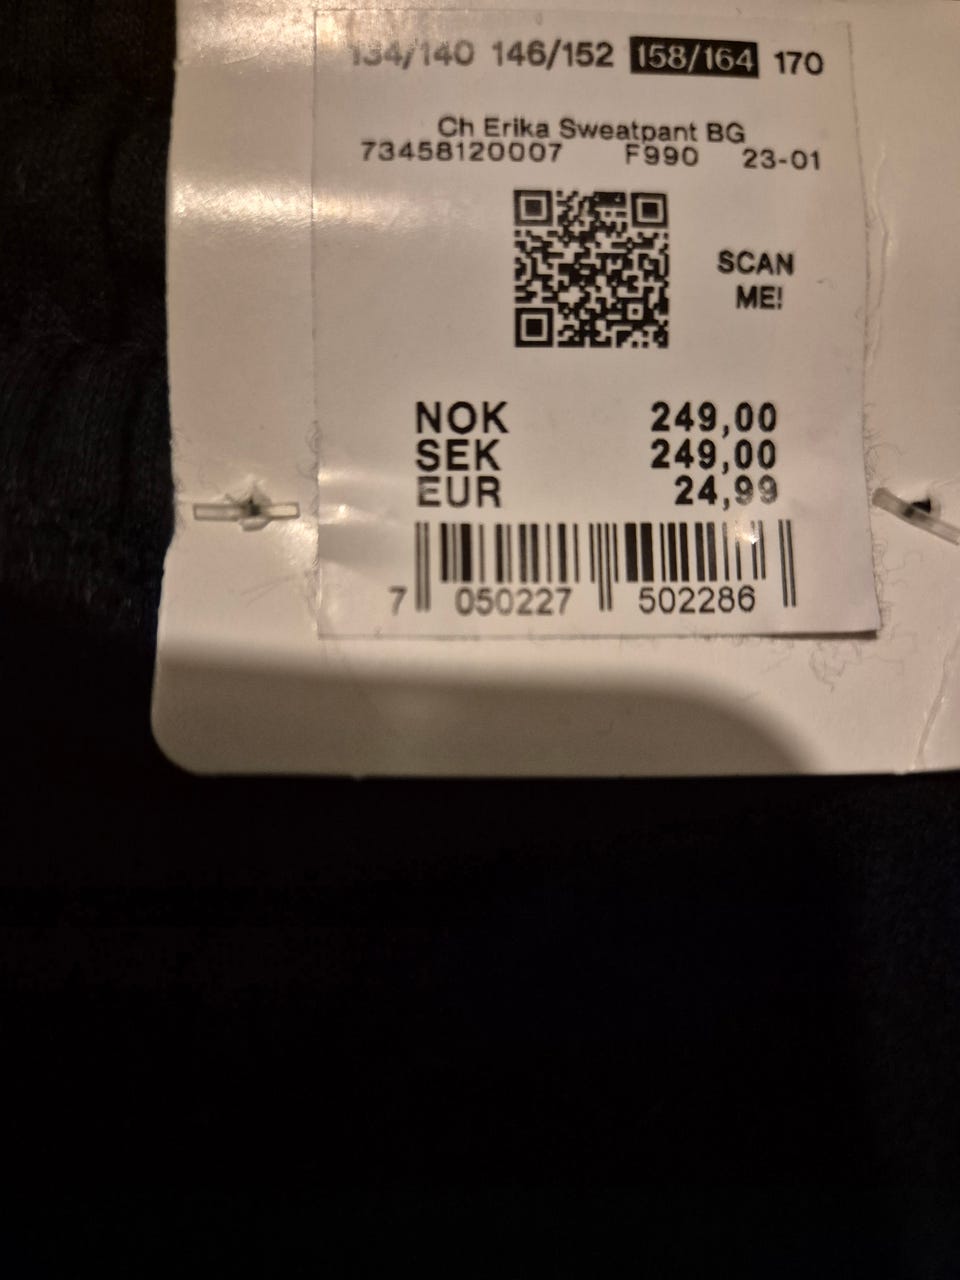 134/140 146/152 158/164 170
Ch Erika Sweatpant BG
73458120007 F990 23-01
SCAN
ME!
NOK 249,00
SEK 249,00
EUR 24,99
7 050227 502286